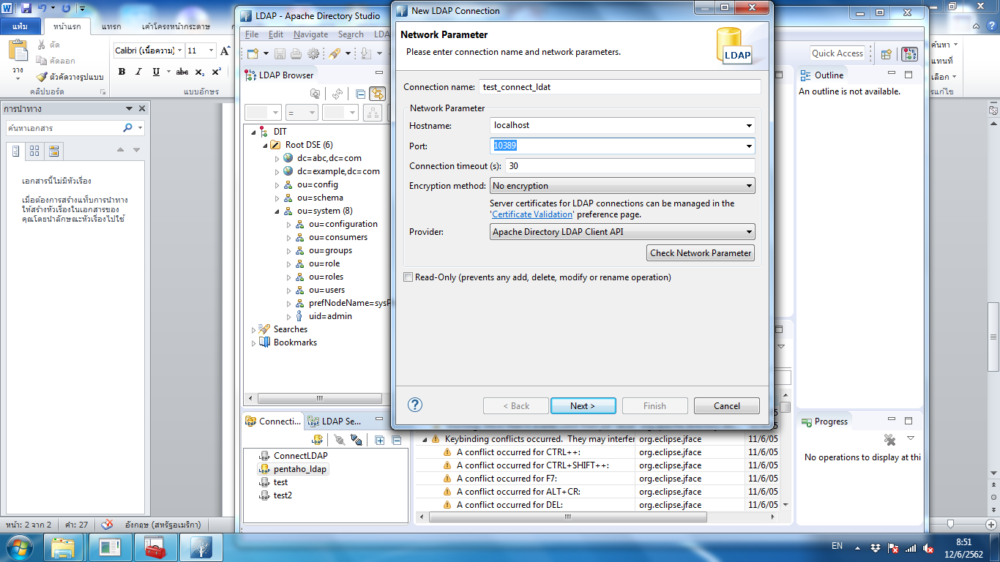 LDAP - Apache Directory Studio
New LDAP Connection
แฟ้ม
หน้าแรก
แทรก
เค้าโครงหน้ากระดาษ
วาง
ตัด
คัดลอก
ตัวคัดวางรูปแบบ
คลิปบอร์ด
Calibri (เนื้อความ)
11
B I U abc x₂ x²
แบบอักษร
ค้นหา
แทนที่
เลือก
การนำทาง
ค้นหาเอกสาร
เอกสารนี้ไม่มีหัวเรื่อง
เมื่อต้องการสร้างแท็บการนำทาง
ให้สร้างหัวเรื่องในเอกสารของ
คุณโดยนำลักษณะหัวเรื่องไปใช้
File Edit Navigate Search
Quick Access
LDAP Browser
=
DIT
Root DSE (6)
dc=abc,dc=com
dc=example,dc=com
ou=config
ou=schema
ou=system (8)
ou=configuration
ou=consumers
ou=groups
ou=role
ou=roles
ou=users
prefNodeName=sysP
uid=admin
Searches
Bookmarks
Connecti...
LDAP Se...
ConnectLDAP
pentaho_ldap
test
test2
Network Parameter
Please enter connection name and network parameters.
LDAP
Connection name: test_connect_ldat
Network Parameter
Hostname: localhost
Port: 10389
Connection timeout (s): 30
Encryption method: No encryption
Server certificates for LDAP connections can be managed in the
'Certificate Validation' preference page.
Provider: Apache Directory LDAP Client API
Check Network Parameter
Read-Only (prevents any add, delete, modify or rename operation)
< Back
Next >
Finish
Cancel
Keybinding conflicts occurred. They may interfer org.eclipse.jface 11/6/05
A conflict occurred for CTRL++: org.eclipse.jface 11/6/05
A conflict occurred for CTRL+SHIFT++: org.eclipse.jface 11/6/05
A conflict occurred for F7: org.eclipse.jface 11/6/05
A conflict occurred for ALT+CR: org.eclipse.jface 11/6/05
A conflict occurred for DEL: org.eclipse.jface 11/6/05
Outline
An outline is not available.
Progress
No operations to display at thi
หน้า: 2 จาก 2
คำ: 27
อังกฤษ (สหรัฐอเมริกา)
EN
8:51
12/6/2562